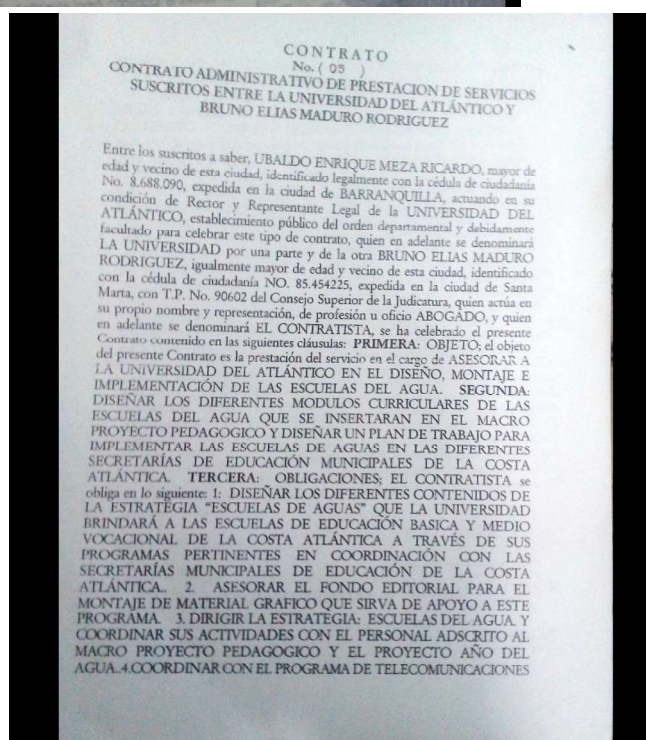 CONTRATO
No. ( 05 )
CONTRATO ADMINISTRATIVO DE PRESTACION DE SERVICIOS
SUSCRITOS ENTRE LA UNIVERSIDAD DEL ATLÁNTICO Y
BRUNO ELIAS MADURO RODRIGUEZ
Entre los suscritos a saber, UBALDO ENRIQUE MEZA RICARDO, mayor de
edad y vecino de esta ciudad, identificado legalmente con la cédula de ciudadanía
No. 8.688.090, expedida en la ciudad de BARRANQUILLA, actuando en su
condición de Rector y Representante Legal de la UNIVERSIDAD DEL
ATLÁNTICO, establecimiento público del orden departamental y debidamente
facultado para celebrar este tipo de contrato, quien en adelante se denominará
LA UNIVERSIDAD por una parte y de la otra BRUNO ELIAS MADURO
RODRIGUEZ, igualmente mayor de edad y vecino de esta ciudad, identificado
con la cédula de ciudadanía NO. 85.454225, expedida en la ciudad de Santa
Marta, con T.P. No. 90602 del Consejo Superior de la Judicatura, quien actúa en
su propio nombre y representación, de profesión u oficio ABOGADO, y quien
en adelante se denominará EL CONTRATISTA, se ha celebrado el presente
Contrato contenido en las siguientes cláusulas: PRIMERA: OBJETO; el objeto
del presente Contrato es la prestación del servicio en el cargo de ASESORAR A
LA UNIVERSIDAD DEL ATLÁNTICO EN EL DISEÑO, MONTAJE E
IMPLEMENTACIÓN DE LAS ESCUELAS DEL AGUA. SEGUNDA:
DISEÑAR LOS DIFERENTES MODULOS CURRICULARES DE LAS
ESCUELAS DEL AGUA QUE SE INSERTARAN EN EL MACRO
PROYECTO PEDAGOGICO Y DISEÑAR UN PLAN DE TRABAJO PARA
IMPLEMENTAR LAS ESCUELAS DE AGUAS EN LAS DIFERENTES
SECRETARÍAS DE EDUCACIÓN MUNICIPALES DE LA COSTA
ATLÁNTICA. TERCERA: OBLIGACIONES; EL CONTRATISTA se
obliga en lo siguiente: 1: DISEÑAR LOS DIFERENTES CONTENIDOS DE
LA ESTRATEGIA "ESCUELAS DE AGUAS" QUE LA UNIVERSIDAD
BRINDARÁ A LAS ESCUELAS DE EDUCACIÓN BASICA Y MEDIO
VOCACIONAL DE LA COSTA ATLÁNTICA A TRAVÉS DE SUS
PROGRAMAS PERTINENTES EN COORDINACIÓN CON LAS
SECRETARÍAS MUNICIPALES DE EDUCACIÓN DE LA COSTA
ATLÁNTICA.. 2. ASESORAR EL FONDO EDITORIAL PARA EL
MONTAJE DE MATERIAL GRAFICO QUE SIRVA DE APOYO A ESTE
PROGRAMA. 3. DIRIGIR LA ESTRATEGIA: ESCUELAS DEL AGUA. Y
COORDINAR SUS ACTIVIDADES CON EL PERSONAL ADSCRITO AL
MACRO PROYECTO PEDAGOGICO Y EL PROYECTO AÑO DEL
AGUA..4.COORDINAR CON EL PROGRAMA DE TELECOMUNICACIONES